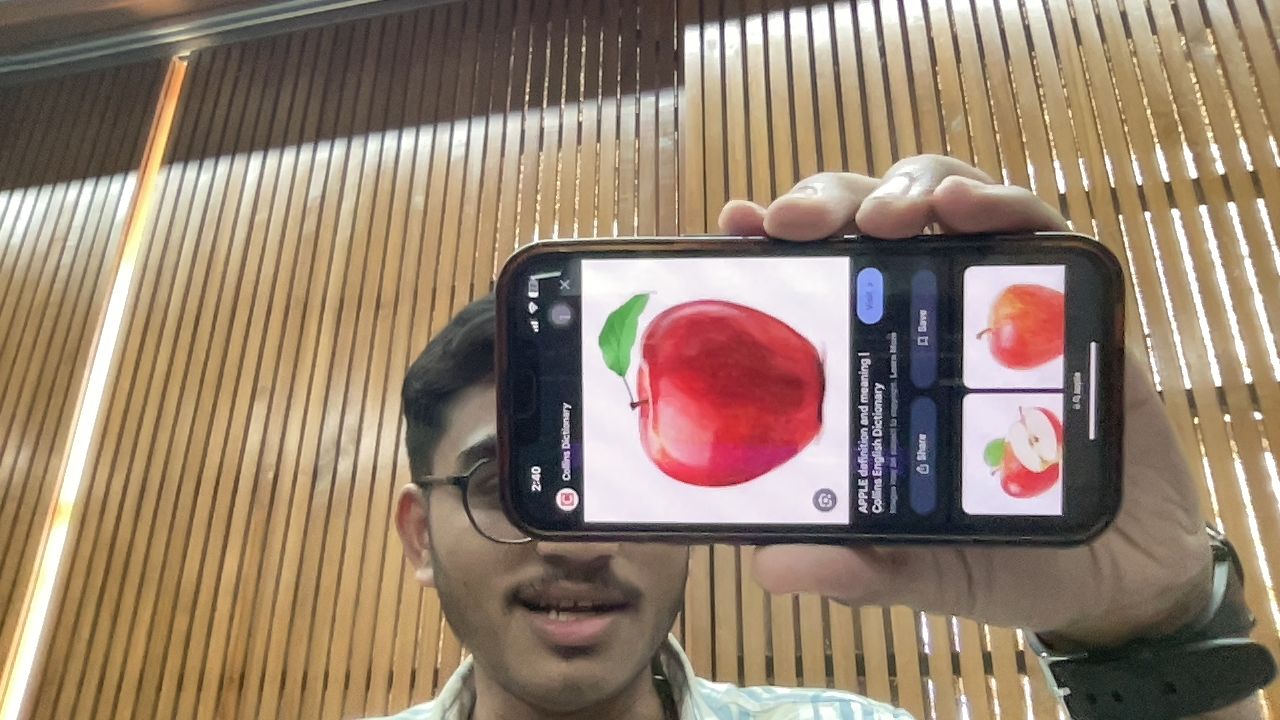 2:40
Collins Dictionary
APPLE definition and meaning |
Collins English Dictionary
Images may be subject to copyright. Learn More
Visit >
Share
Save
apple